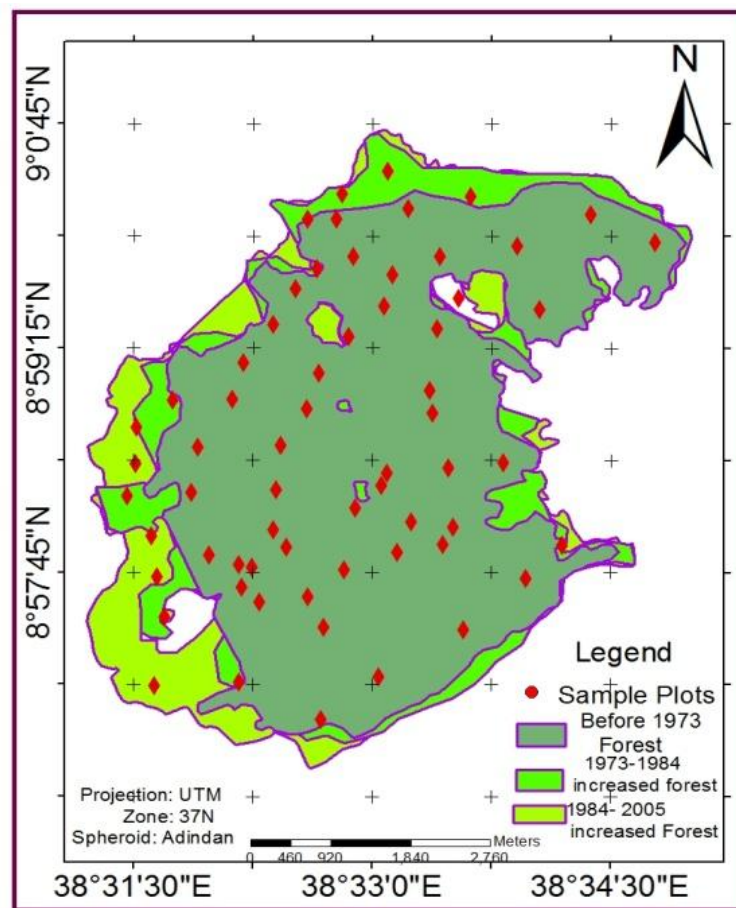 N
9°0'45"N
8°59'15"N
8°57'45"N
Legend
Sample Plots
Before 1973
Forest
1973-1984
increased forest
1984- 2005
increased Forest
Projection: UTM
Zone: 37N
Spheroid: Adindan
Meters
0 460 920 1,840 2,760
38°31'30"E 38°33'0"E 38°34'30"E